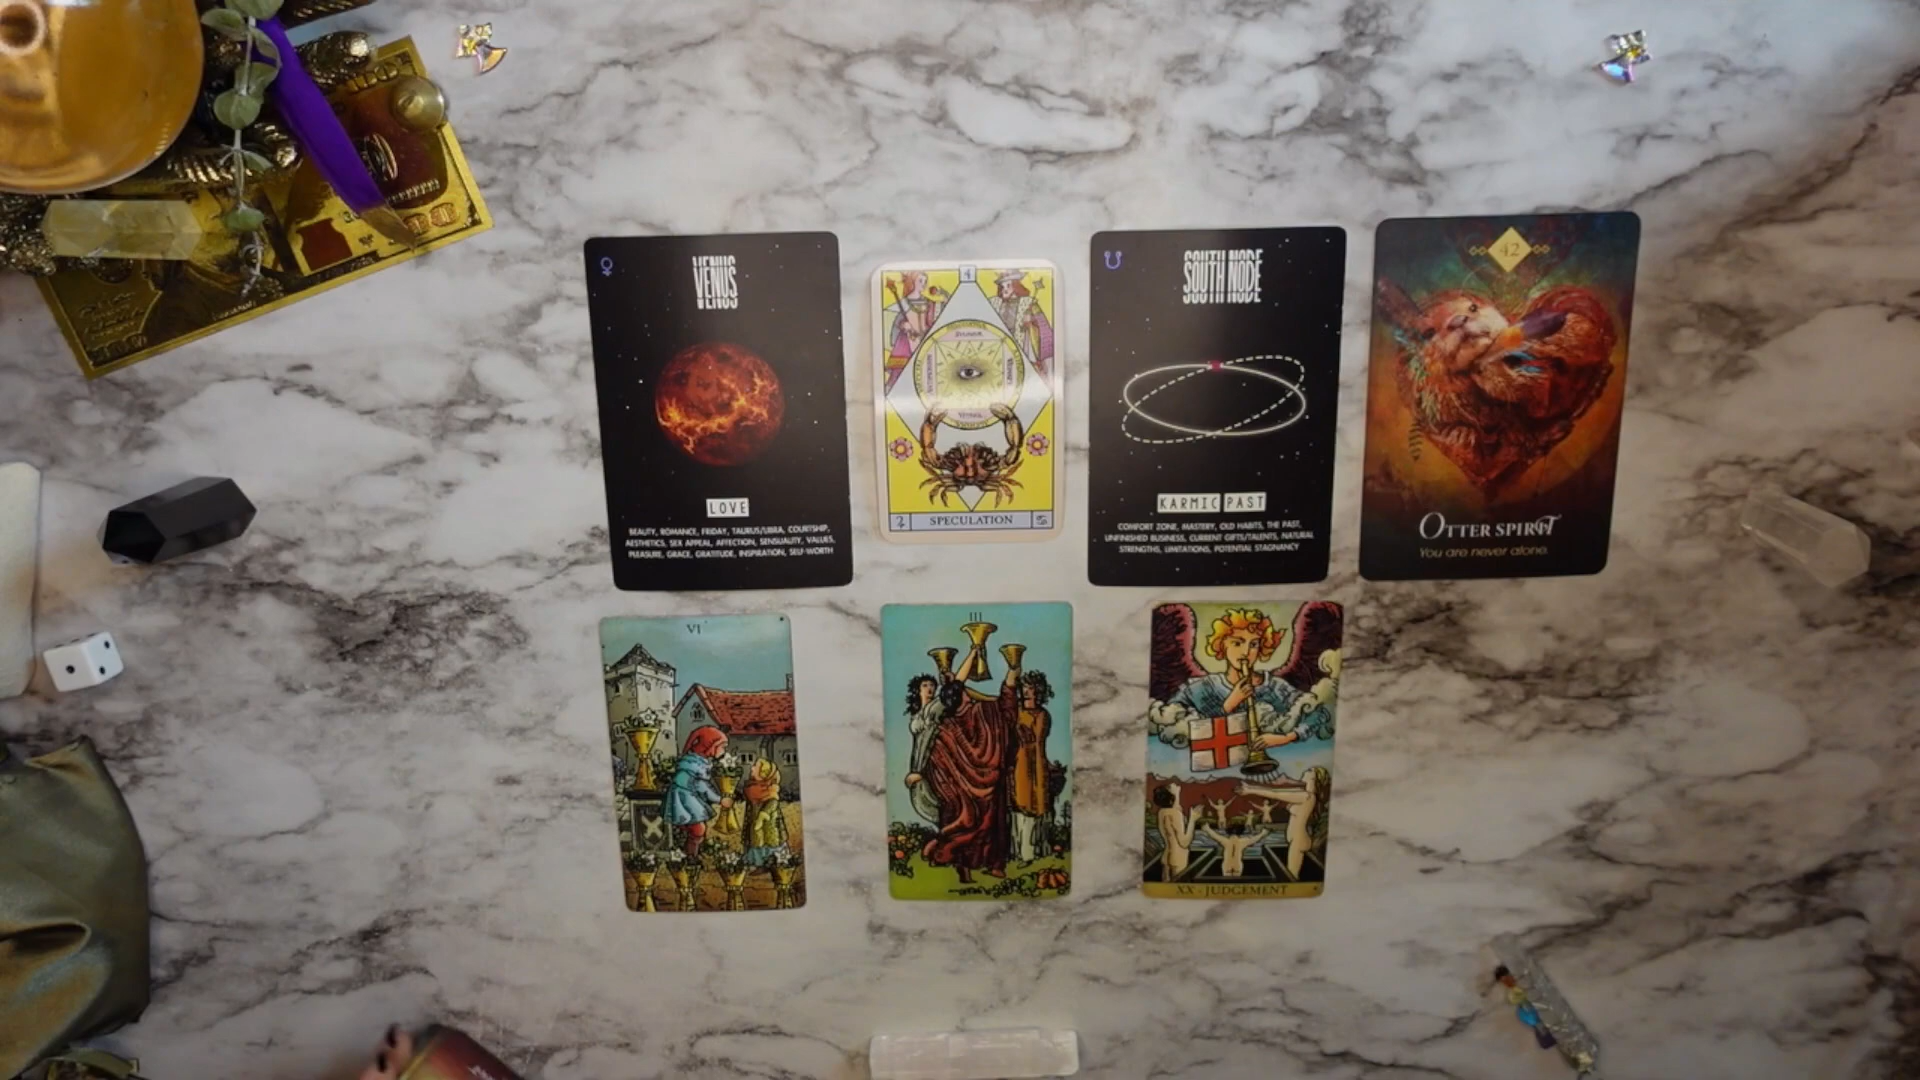 VENUS
LOVE
BEAUTY, ROMANCE, FRIDAY, TAURUS/LIBRA, COURTSHIP,
AESTHETICS, SEX APPEAL, AFFECTION, SENSUALITY, VALUES,
PLEASURE, GRACE, GRATITUDE, INSPIRATION, SELF-WORTH
4
SPECULATION
SOUTH NODE
KARMIC PAST
COMFORT ZONE, MASTERY, OLD HABITS, THE PAST,
UNFINISHED BUSINESS, CURRENT GIFTS/TALENTS, NATURAL
STRENGTHS, LIMITATIONS, POTENTIAL STAGNANCY
42
OTTER SPIRIT
You are never alone.
VI
III
XX - JUDGEMENT